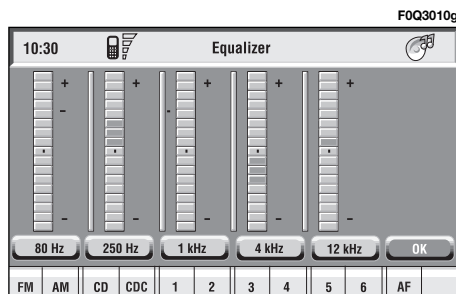 F0Q3010g
10:30 Equalizer
+ + + + +
-
-
- - - - -
80 Hz 250 Hz 1 kHz 4 kHz 12 kHz OK
FM AM CD CDC 1 2 3 4 5 6 AF